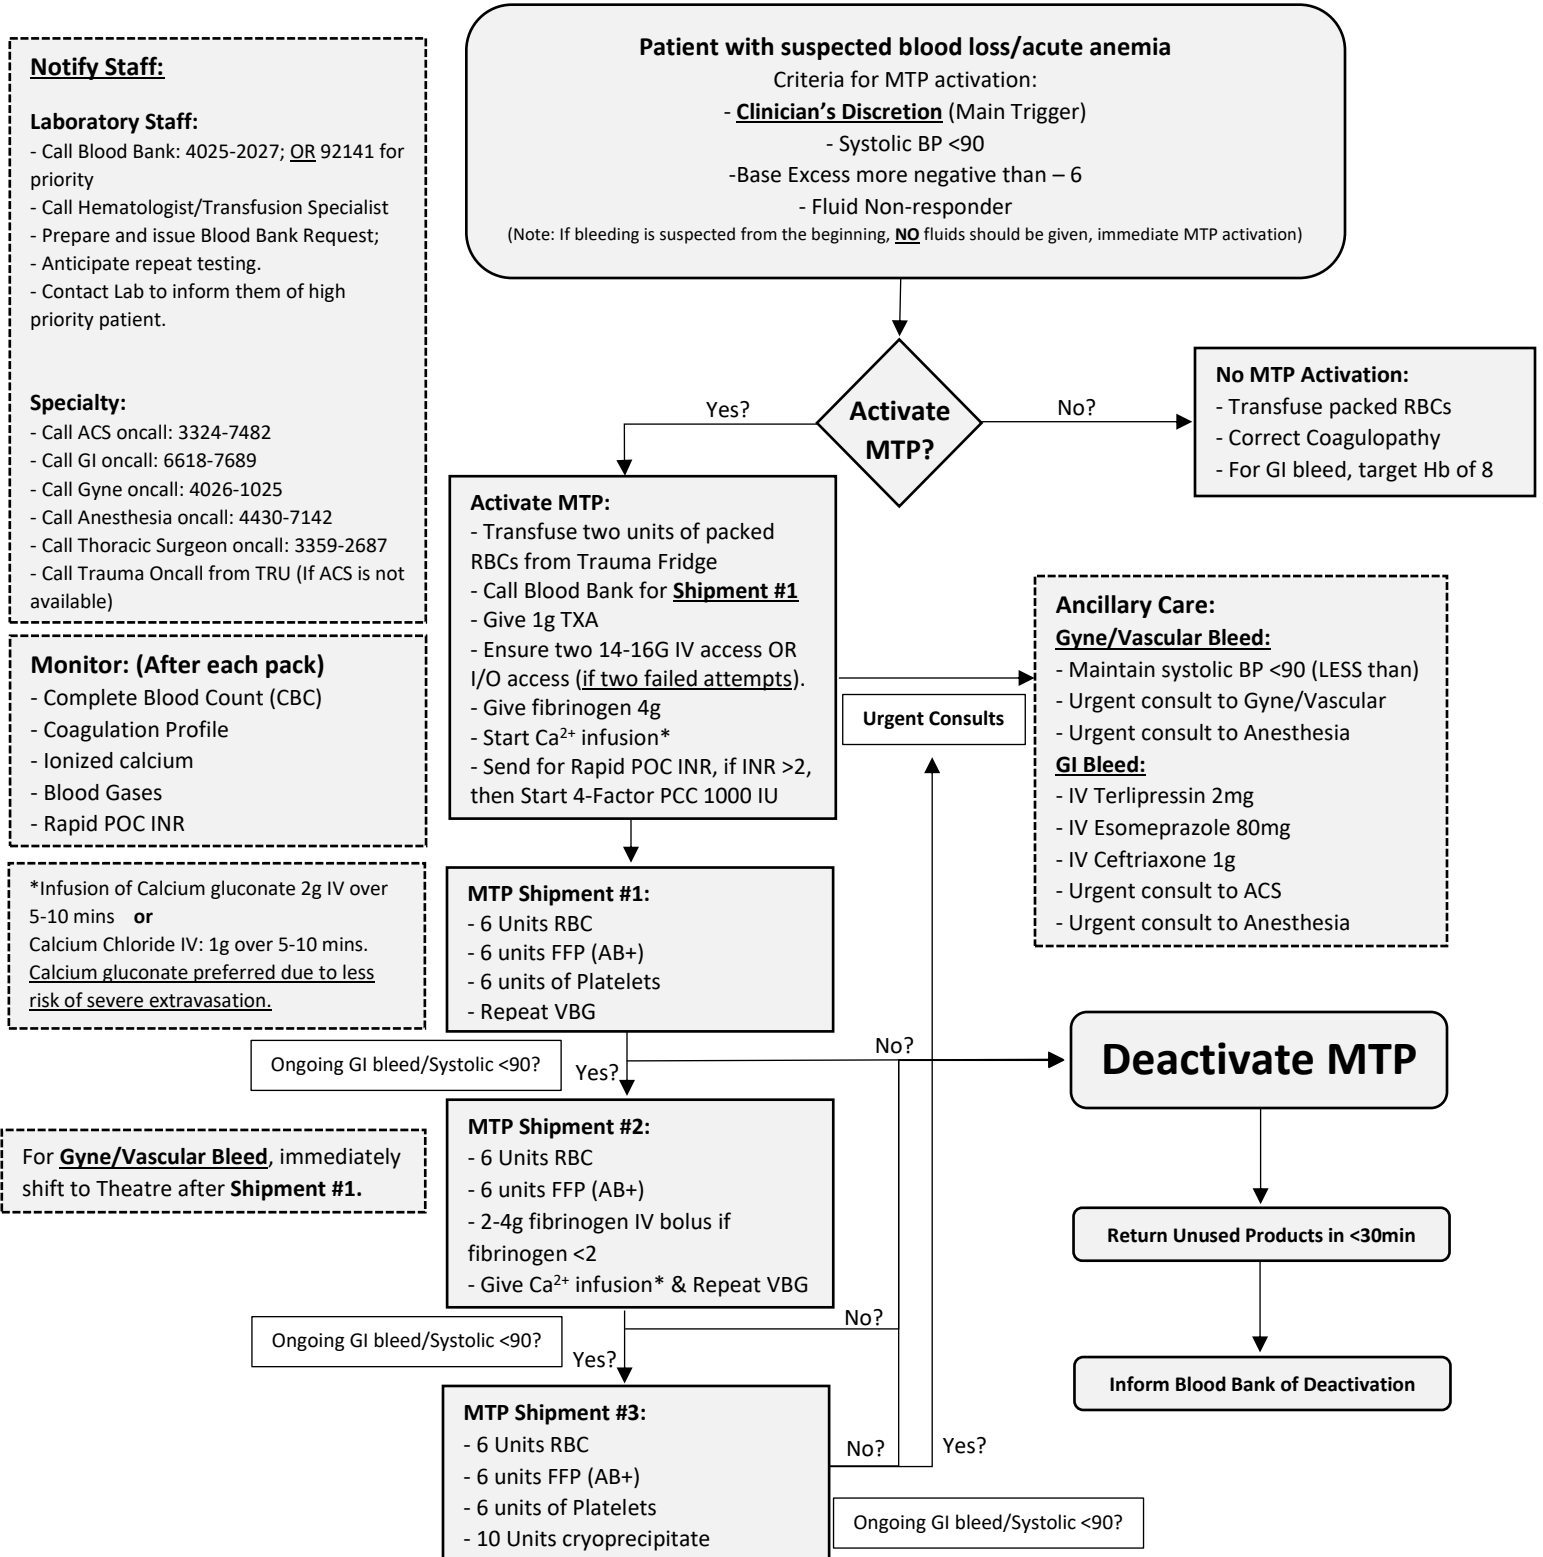 Patient with suspected blood loss/acute anemia
Criteria for MTP activation:
- Clinician's Discretion (Main Trigger)
- Systolic BP <90
-Base Excess more negative than – 6
- Fluid Non-responder
(Note: If bleeding is suspected from the beginning, NO fluids should be given, immediate MTP activation)
Notify Staff:
Laboratory Staff:
- Call Blood Bank: 4025-2027; OR 92141 for
priority
- Call Hematologist/Transfusion Specialist
- Prepare and issue Blood Bank Request;
- Anticipate repeat testing.
- Contact Lab to inform them of high
priority patient.
Specialty:
- Call ACS oncall: 3324-7482
- Call GI oncall: 6618-7689
- Call Gyne oncall: 4026-1025
- Call Anesthesia oncall: 4430-7142
- Call Thoracic Surgeon oncall: 3359-2687
- Call Trauma Oncall from TRU (If ACS is not
available)
Monitor: (After each pack)
- Complete Blood Count (CBC)
- Coagulation Profile
- Ionized calcium
- Blood Gases
- Rapid POC INR
*Infusion of Calcium gluconate 2g IV over
5-10 mins or
Calcium Chloride IV: 1g over 5-10 mins.
Calcium gluconate preferred due to less
risk of severe extravasation.
For Gyne/Vascular Bleed, immediately
shift to Theatre after Shipment #1.
Activate
MTP?
Yes?
No?
No MTP Activation:
- Transfuse packed RBCs
- Correct Coagulopathy
- For GI bleed, target Hb of 8
Activate MTP:
- Transfuse two units of packed
RBCs from Trauma Fridge
- Call Blood Bank for Shipment #1
- Give 1g TXA
- Ensure two 14-16G IV access OR
I/O access (if two failed attempts).
- Give fibrinogen 4g
- Start Ca²⁺ infusion*
- Send for Rapid POC INR, if INR >2,
then Start 4-Factor PCC 1000 IU
Urgent Consults
Ancillary Care:
Gyne/Vascular Bleed:
- Maintain systolic BP <90 (LESS than)
- Urgent consult to Gyne/Vascular
- Urgent consult to Anesthesia
GI Bleed:
- IV Terlipressin 2mg
- IV Esomeprazole 80mg
- IV Ceftriaxone 1g
- Urgent consult to ACS
- Urgent consult to Anesthesia
MTP Shipment #1:
- 6 Units RBC
- 6 units FFP (AB+)
- 6 units of Platelets
- Repeat VBG
Ongoing GI bleed/Systolic <90?
Yes?
No?
MTP Shipment #2:
- 6 Units RBC
- 6 units FFP (AB+)
- 2-4g fibrinogen IV bolus if
fibrinogen <2
- Give Ca²⁺ infusion* & Repeat VBG
Ongoing GI bleed/Systolic <90?
Yes?
No?
MTP Shipment #3:
- 6 Units RBC
- 6 units FFP (AB+)
- 6 units of Platelets
- 10 Units cryoprecipitate
No?
Yes?
Ongoing GI bleed/Systolic <90?
Deactivate MTP
Return Unused Products in <30min
Inform Blood Bank of Deactivation